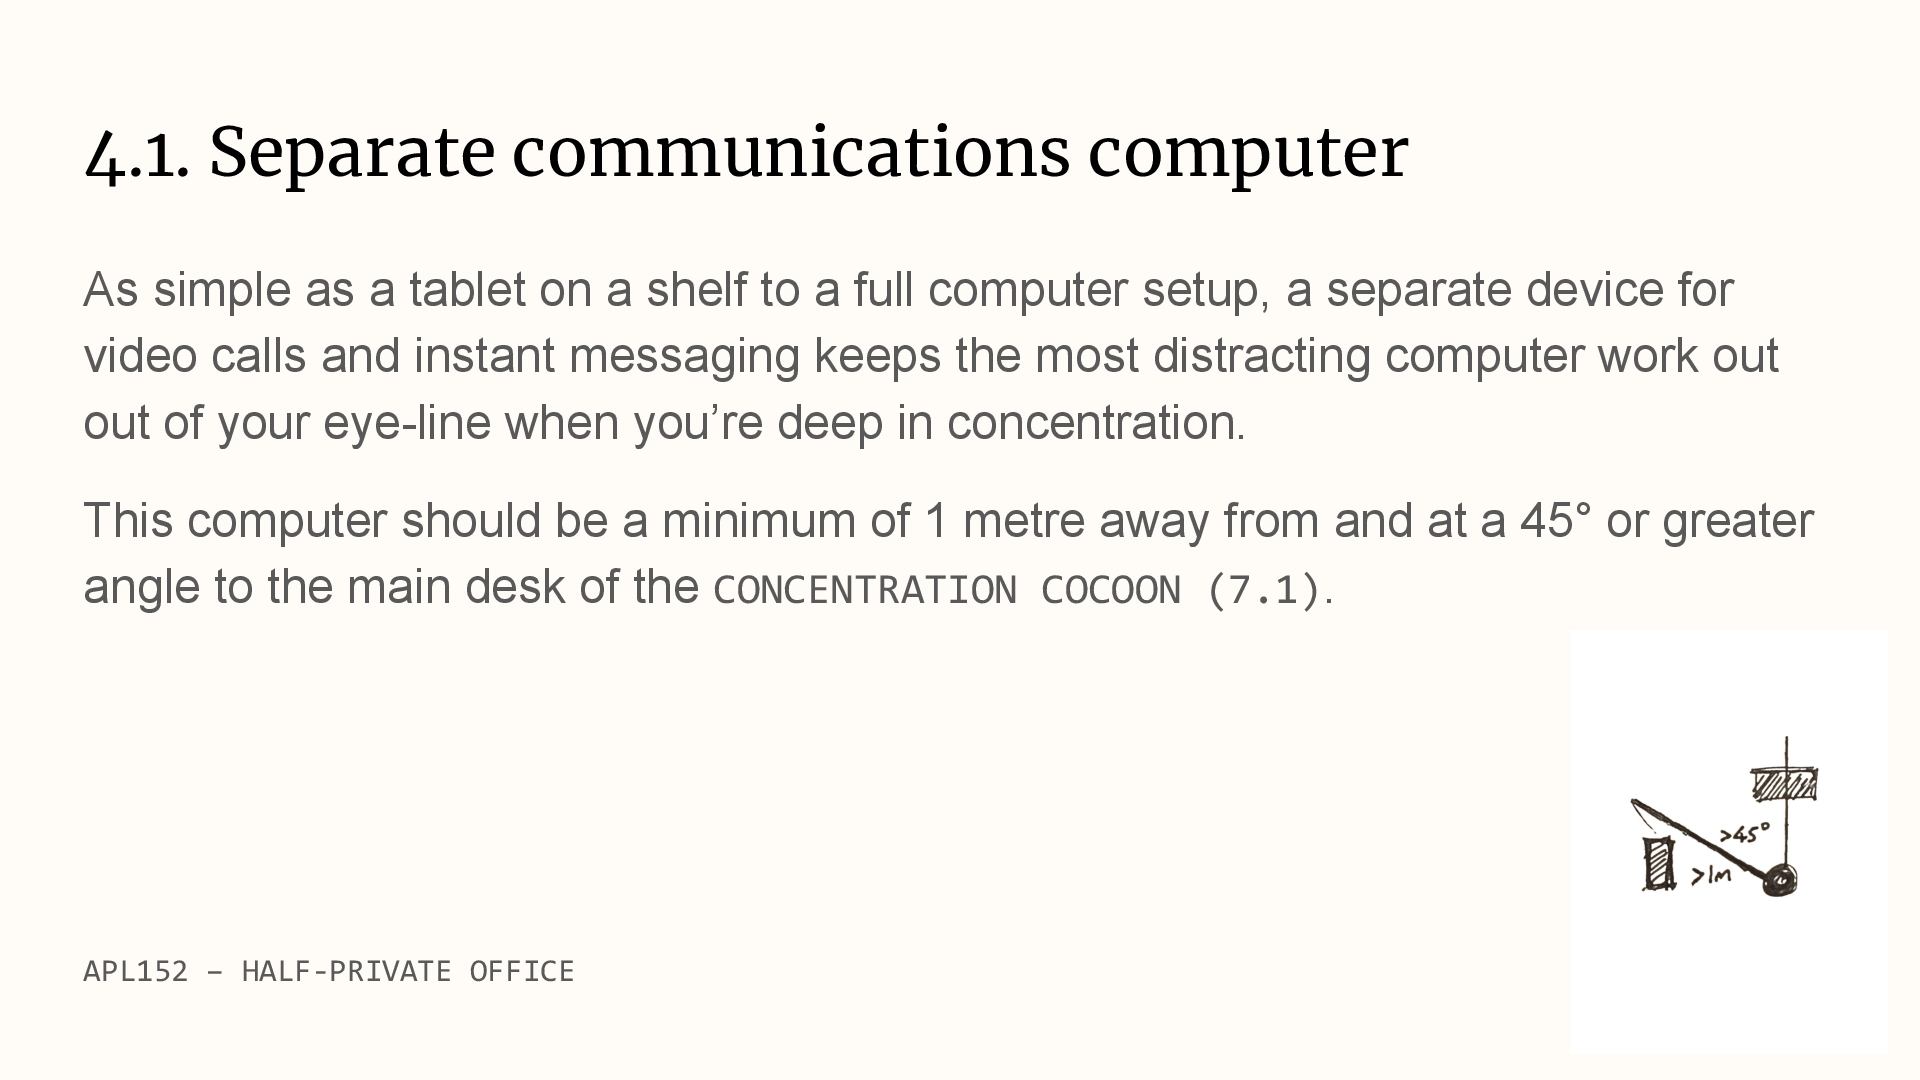 4.1. Separate communications computer
As simple as a tablet on a shelf to a full computer setup, a separate device for
video calls and instant messaging keeps the most distracting computer work out
out of your eye-line when you’re deep in concentration.
This computer should be a minimum of 1 metre away from and at a 45° or greater
angle to the main desk of the CONCENTRATION COCOON (7.1).
>45°
>1m
APL152 – HALF-PRIVATE OFFICE